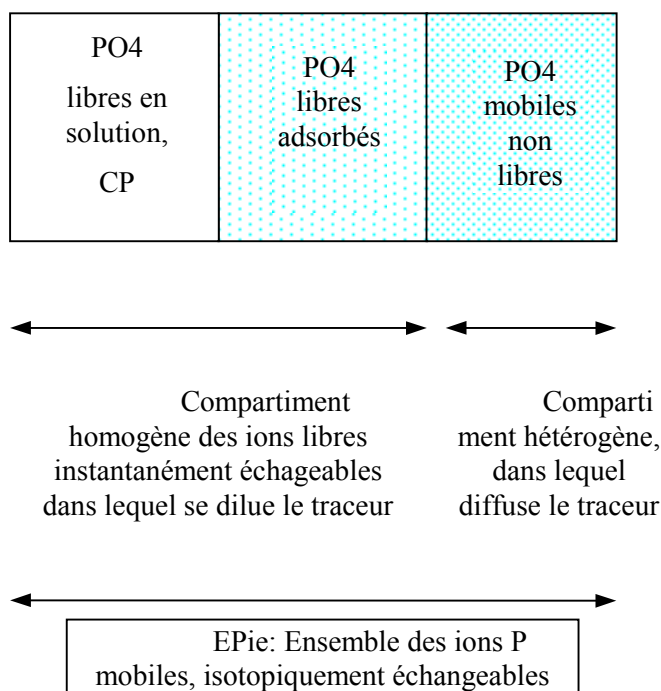 PO4
libres en
solution,
CP
PO4
libres
adsorbés
PO4
mobiles
non
libres
Compartiment
homogène des ions libres
instantanément échageables
dans lequel se dilue le traceur
Comparti
ment hétérogène,
dans lequel
diffuse le traceur
EPie: Ensemble des ions P
mobiles, isotopiquement échangeables